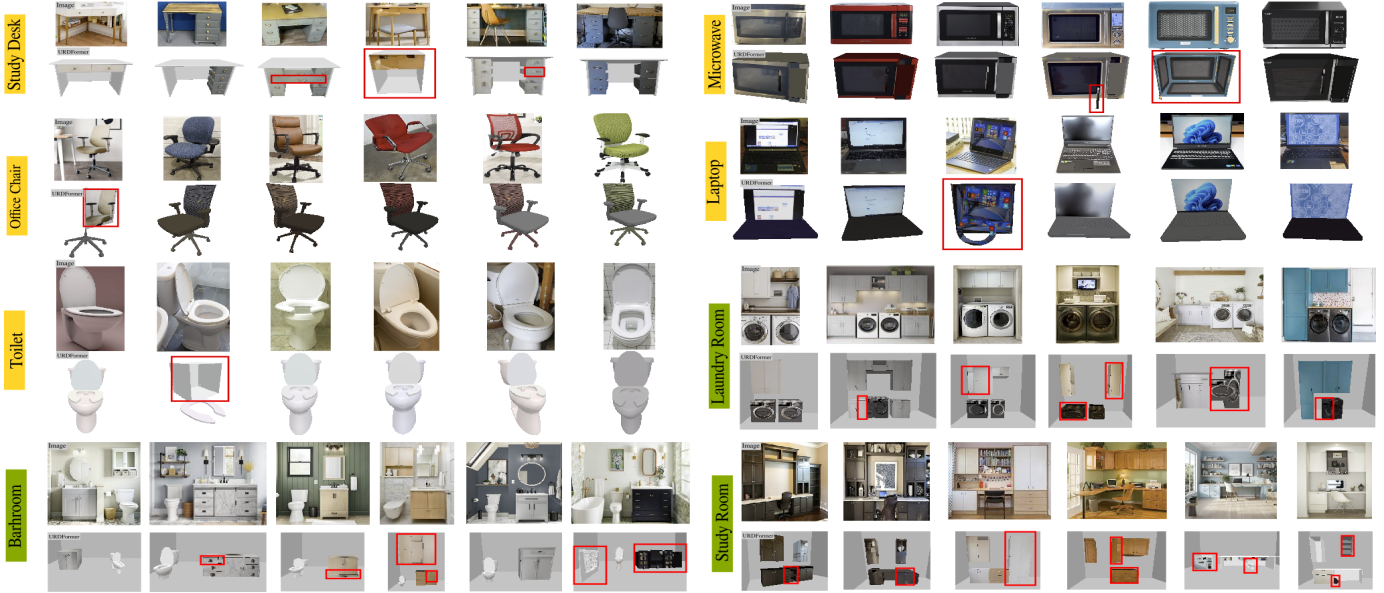 Study Desk
Image
URDFormer
Office Chair
Image
URDFormer
Toilet
Image
URDFormer
Barhroom
Image
URDFormer
Microwave
Image
URDFormer
Laptop
Image
URDFormer
Laundry Room
Image
URDFormer
Study Room
Image
URDFormer